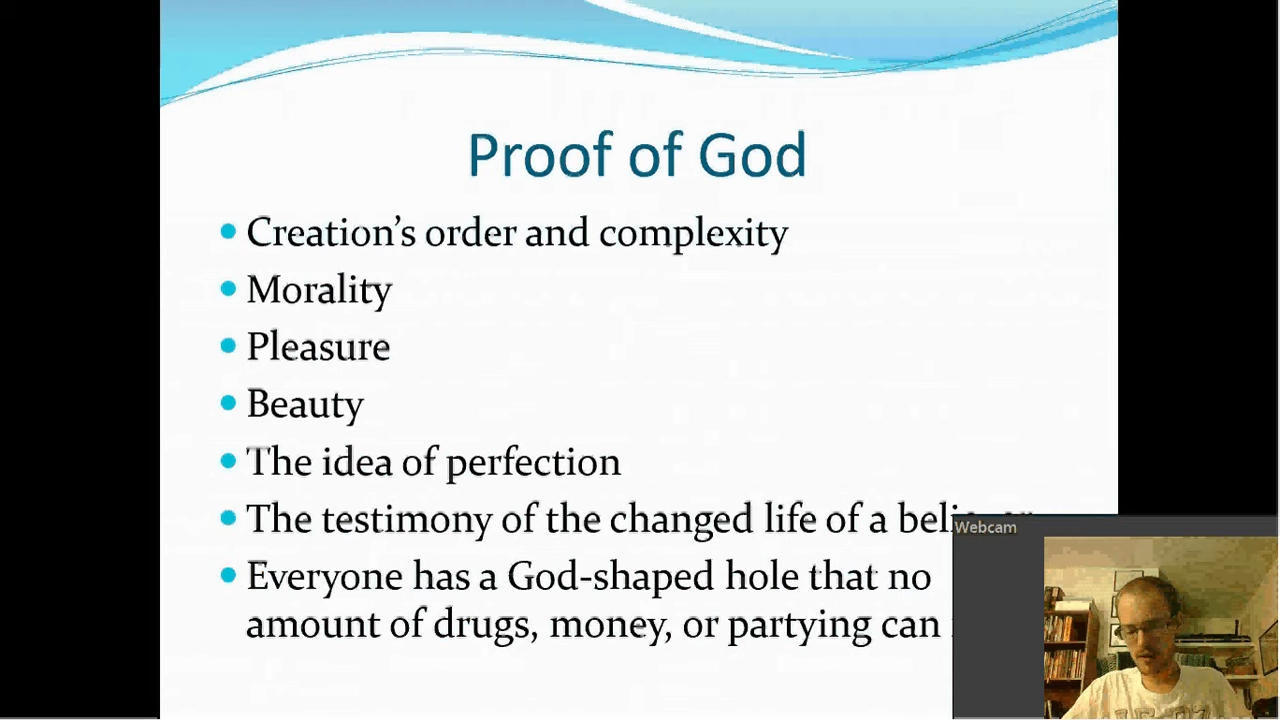 Proof of God
• Creation's order and complexity
• Morality
• Pleasure
• Beauty
• The idea of perfection
• The testimony of the changed life of a
• Everyone has a God-shaped hole that no
amount of drugs, money, or partying can
Webcam